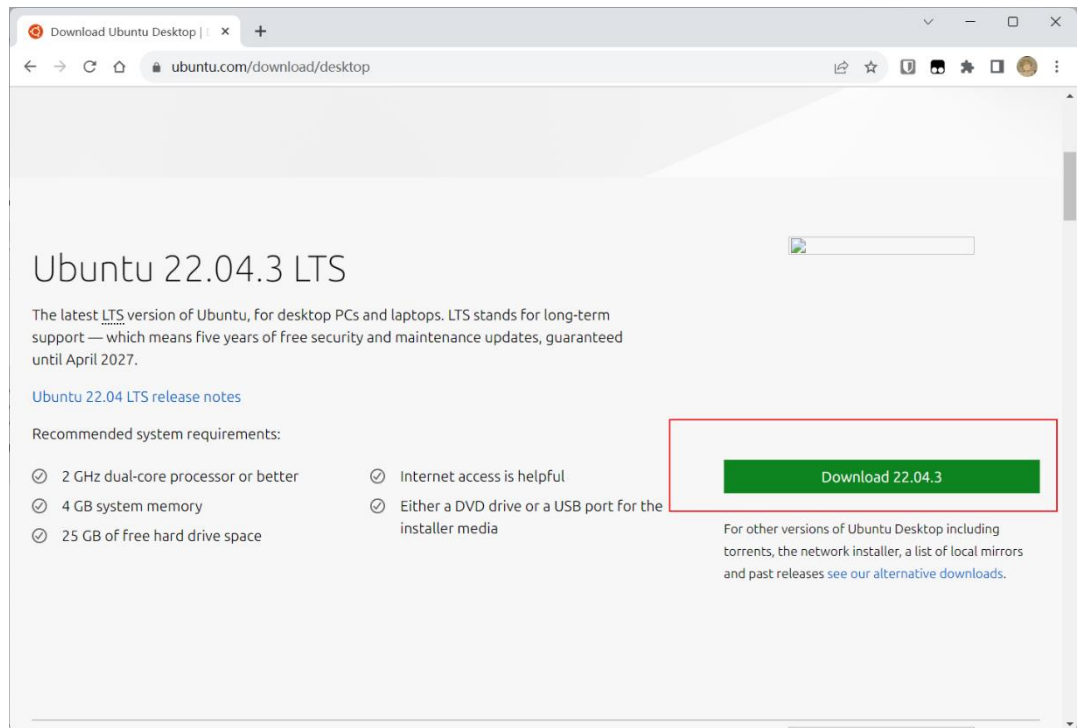 Download Ubuntu Desktop |
ubuntu.com/download/desktop
Ubuntu 22.04.3 LTS
The latest LTS version of Ubuntu, for desktop PCs and laptops. LTS stands for long-term
support — which means five years of free security and maintenance updates, guaranteed
until April 2027.
Ubuntu 22.04 LTS release notes
Recommended system requirements:
2 GHz dual-core processor or better
4 GB system memory
25 GB of free hard drive space
Internet access is helpful
Either a DVD drive or a USB port for the
installer media
Download 22.04.3
For other versions of Ubuntu Desktop including
torrents, the network installer, a list of local mirrors
and past releases see our alternative downloads.